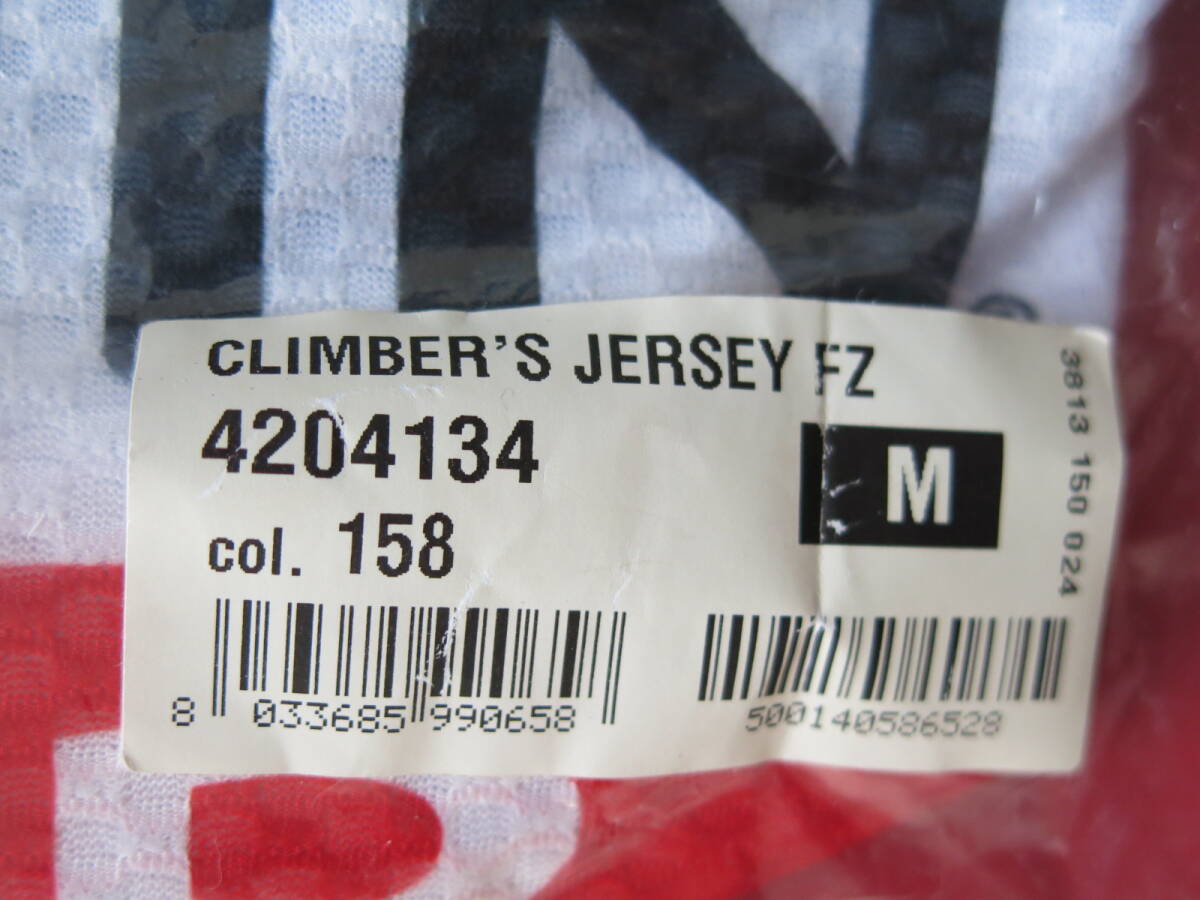 CLIMBER'S JERSEY FZ
4204134
M
col. 158
3813 150 024
8 033685 990658
500140586528